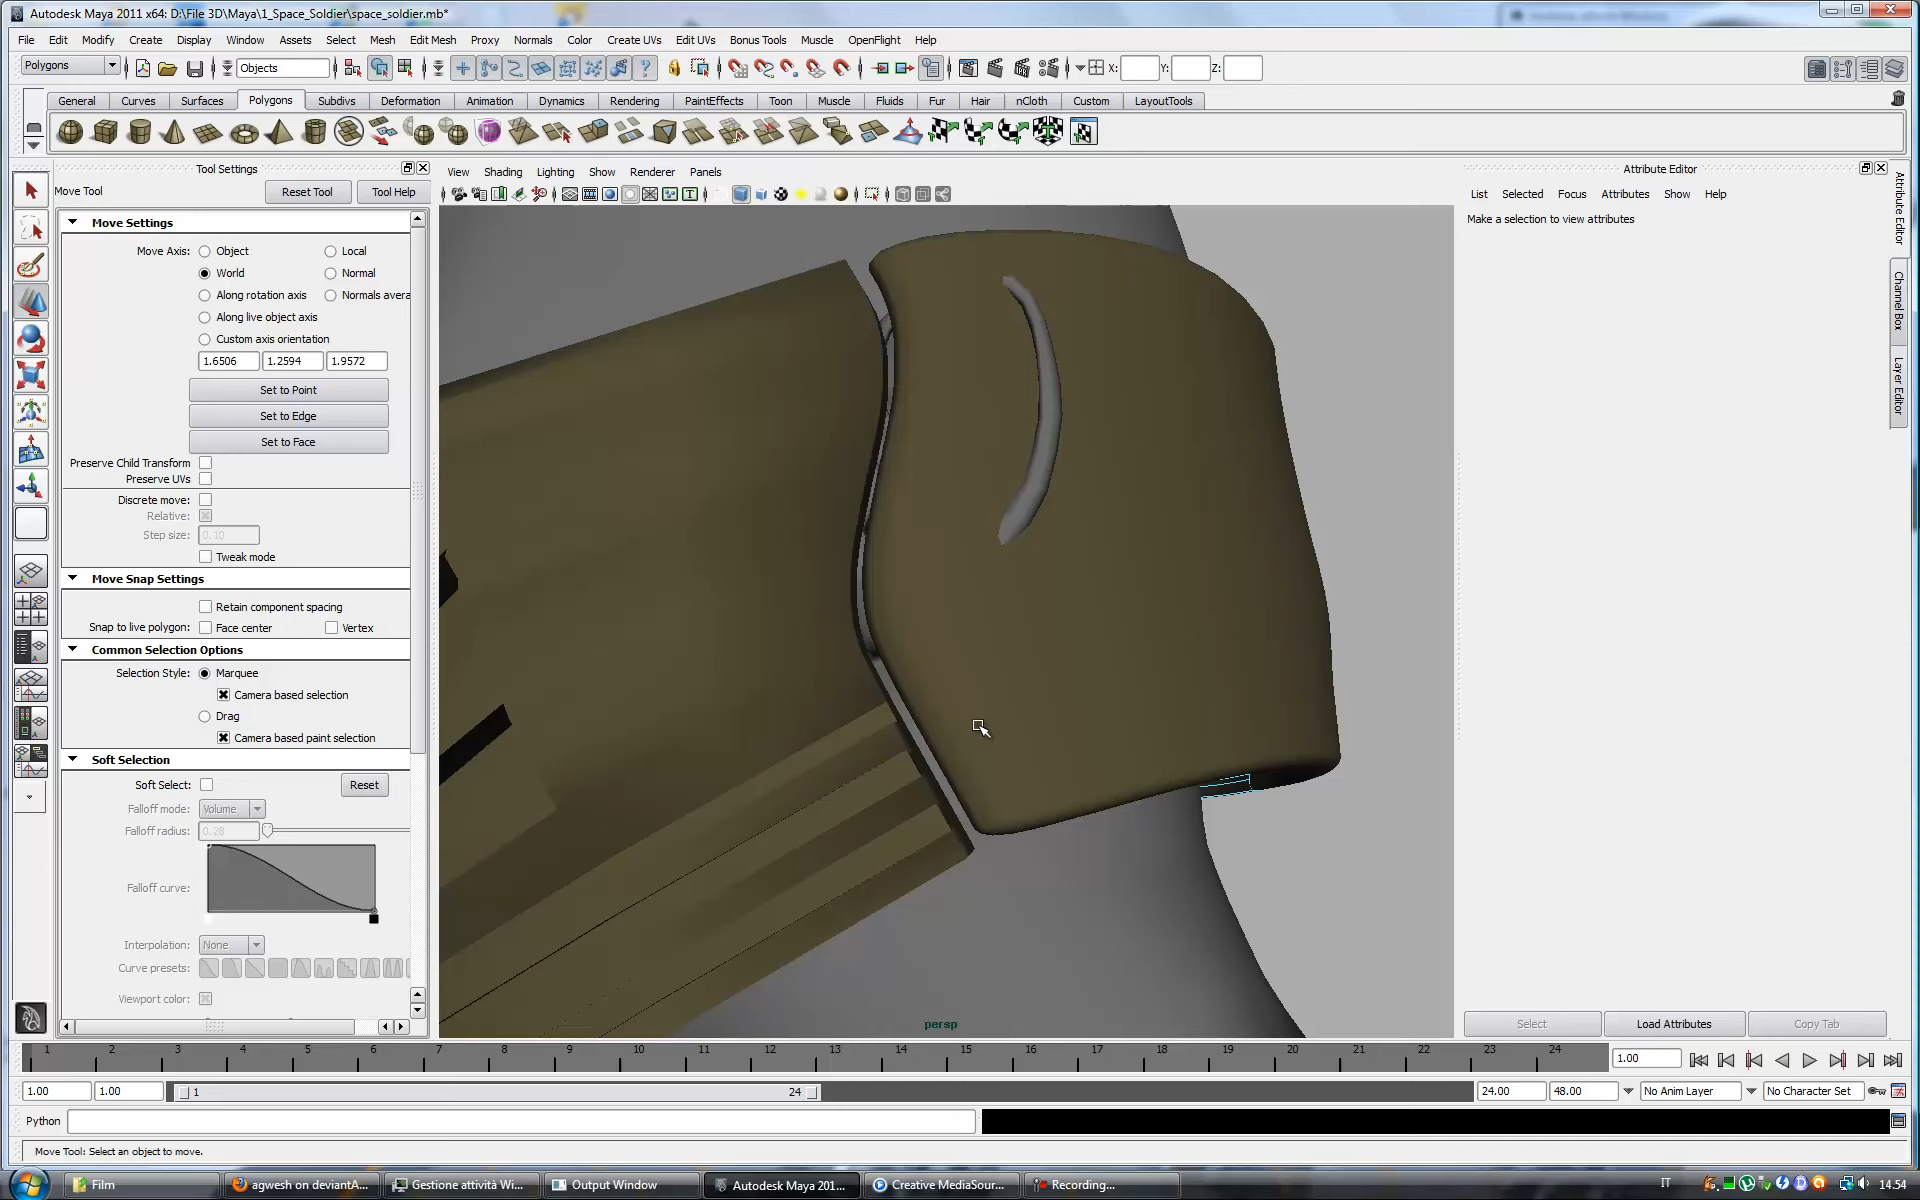 Autodesk Maya 2011 x64: D:\File 3D\Maya\1_Space_Soldier\space_soldier.mb*
File Edit Modify Create Display Window Assets Select Mesh Edit Mesh Proxy Normals Color Create UVs Edit UVs Bonus Tools Muscle OpenFlight Help
Polygons Objects X: Y: Z:
General Curves Surfaces Polygons Subdivs Deformation Animation Dynamics Rendering PaintEffects Toon Muscle Fluids Fur Hair nCloth Custom LayoutTools
Tool Settings
Move Tool Reset Tool Tool Help
Move Settings
Move Axis: Object Local
World Normal
Along rotation axis Normals avera
Along live object axis
Custom axis orientation
1.6506 1.2594 1.9572
Set to Point
Set to Edge
Set to Face
Preserve Child Transform
Preserve UVs
Discrete move:
Relative:
Step size: 0.10
Tweak mode
Move Snap Settings
Retain component spacing
Snap to live polygon: Face center Vertex
Common Selection Options
Selection Style: Marquee
Camera based selection
Drag
Camera based paint selection
Soft Selection
Soft Select: Reset
Falloff mode: Volume
Falloff radius: 0.28
Falloff curve:
Interpolation: None
Curve presets:
Viewport color:
View Shading Lighting Show Renderer Panels
persp
Attribute Editor
List Selected Focus Attributes Show Help
Make a selection to view attributes
Select Load Attributes Copy Tab
Attribute Editor
Channel Box
Layer Editor
1 2 3 4 5 6 7 8 9 10 11 12 13 14 15 16 17 18 19 20 21 22 23 24 1.00
1.00 1.00 1 24 24.00 48.00 No Anim Layer No Character Set
Python
Move Tool: Select an object to move.
Film agwesh on deviantA... Gestione attività Wi... Output Window Autodesk Maya 201... Creative MediaSour... Recording... IT 14.54